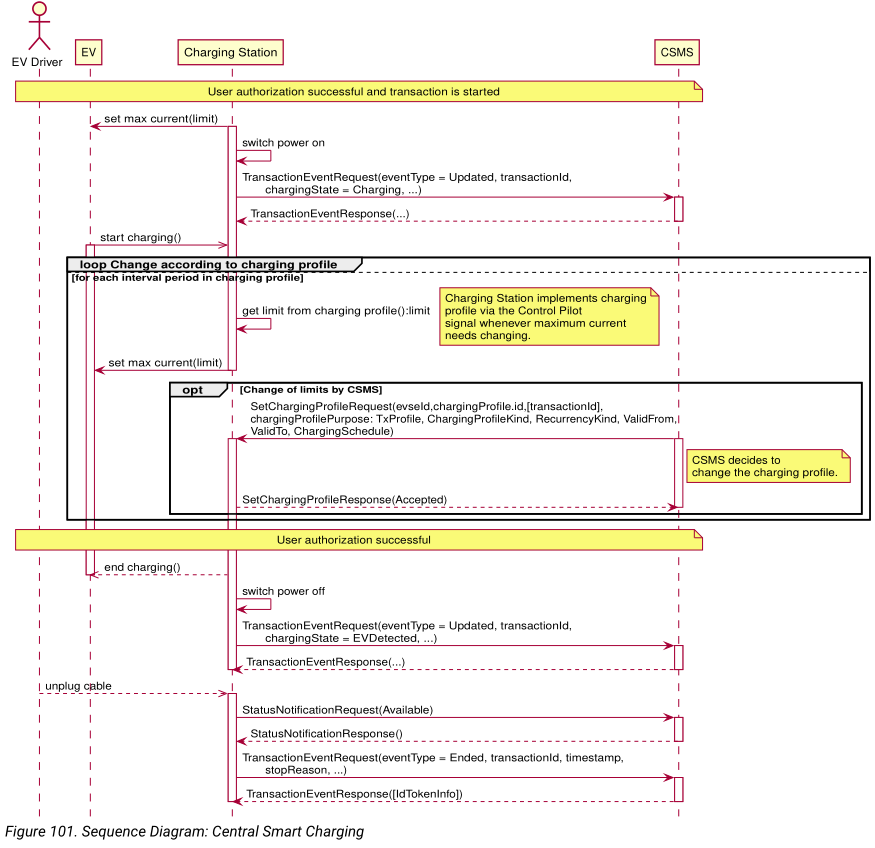 EV Driver
EV
Charging Station
CSMS
User authorization successful and transaction is started
set max current(limit)
switch power on
TransactionEventRequest(eventType = Updated, transactionId,
chargingState = Charging, ...)
TransactionEventResponse(...)
start charging()
loop Change according to charging profile
[for each interval period in charging profile]
Charging Station implements charging
profile via the Control Pilot
signal whenever maximum current
needs changing.
get limit from charging profile():limit
set max current(limit)
opt
[Change of limits by CSMS]
SetChargingProfileRequest(evseId,chargingProfile.id,[transactionId],
chargingProfilePurpose: TxProfile, ChargingProfileKind, RecurrencyKind, ValidFrom,
ValidTo, ChargingSchedule)
CSMS decides to
change the charging profile.
SetChargingProfileResponse(Accepted)
User authorization successful
end charging()
switch power off
TransactionEventRequest(eventType = Updated, transactionId,
chargingState = EVDetected, ...)
TransactionEventResponse(...)
unplug cable
StatusNotificationRequest(Available)
StatusNotificationResponse()
TransactionEventRequest(eventType = Ended, transactionId, timestamp,
stopReason, ...)
TransactionEventResponse([IdTokenInfo])
Figure 101. Sequence Diagram: Central Smart Charging